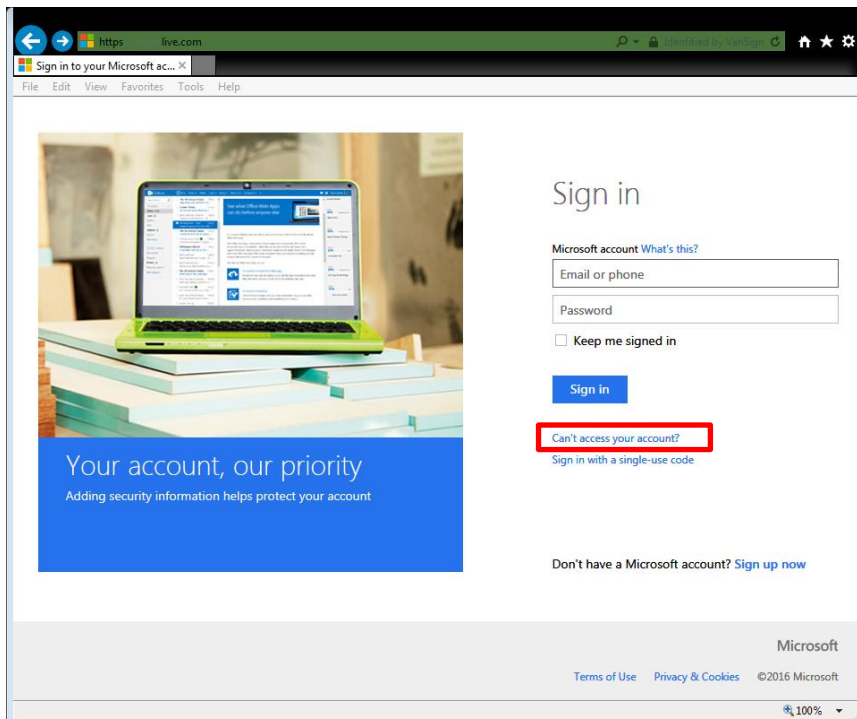 https live.com
Identified by VeriSign
Sign in to your Microsoft ac...
File Edit View Favorites Tools Help
Sign in
Microsoft account What's this?
Email or phone
Password
Keep me signed in
Sign in
Can't access your account?
Sign in with a single-use code
Your account, our priority
Adding security information helps protect your account
Don't have a Microsoft account? Sign up now
Microsoft
Terms of Use Privacy & Cookies ©2016 Microsoft
100%